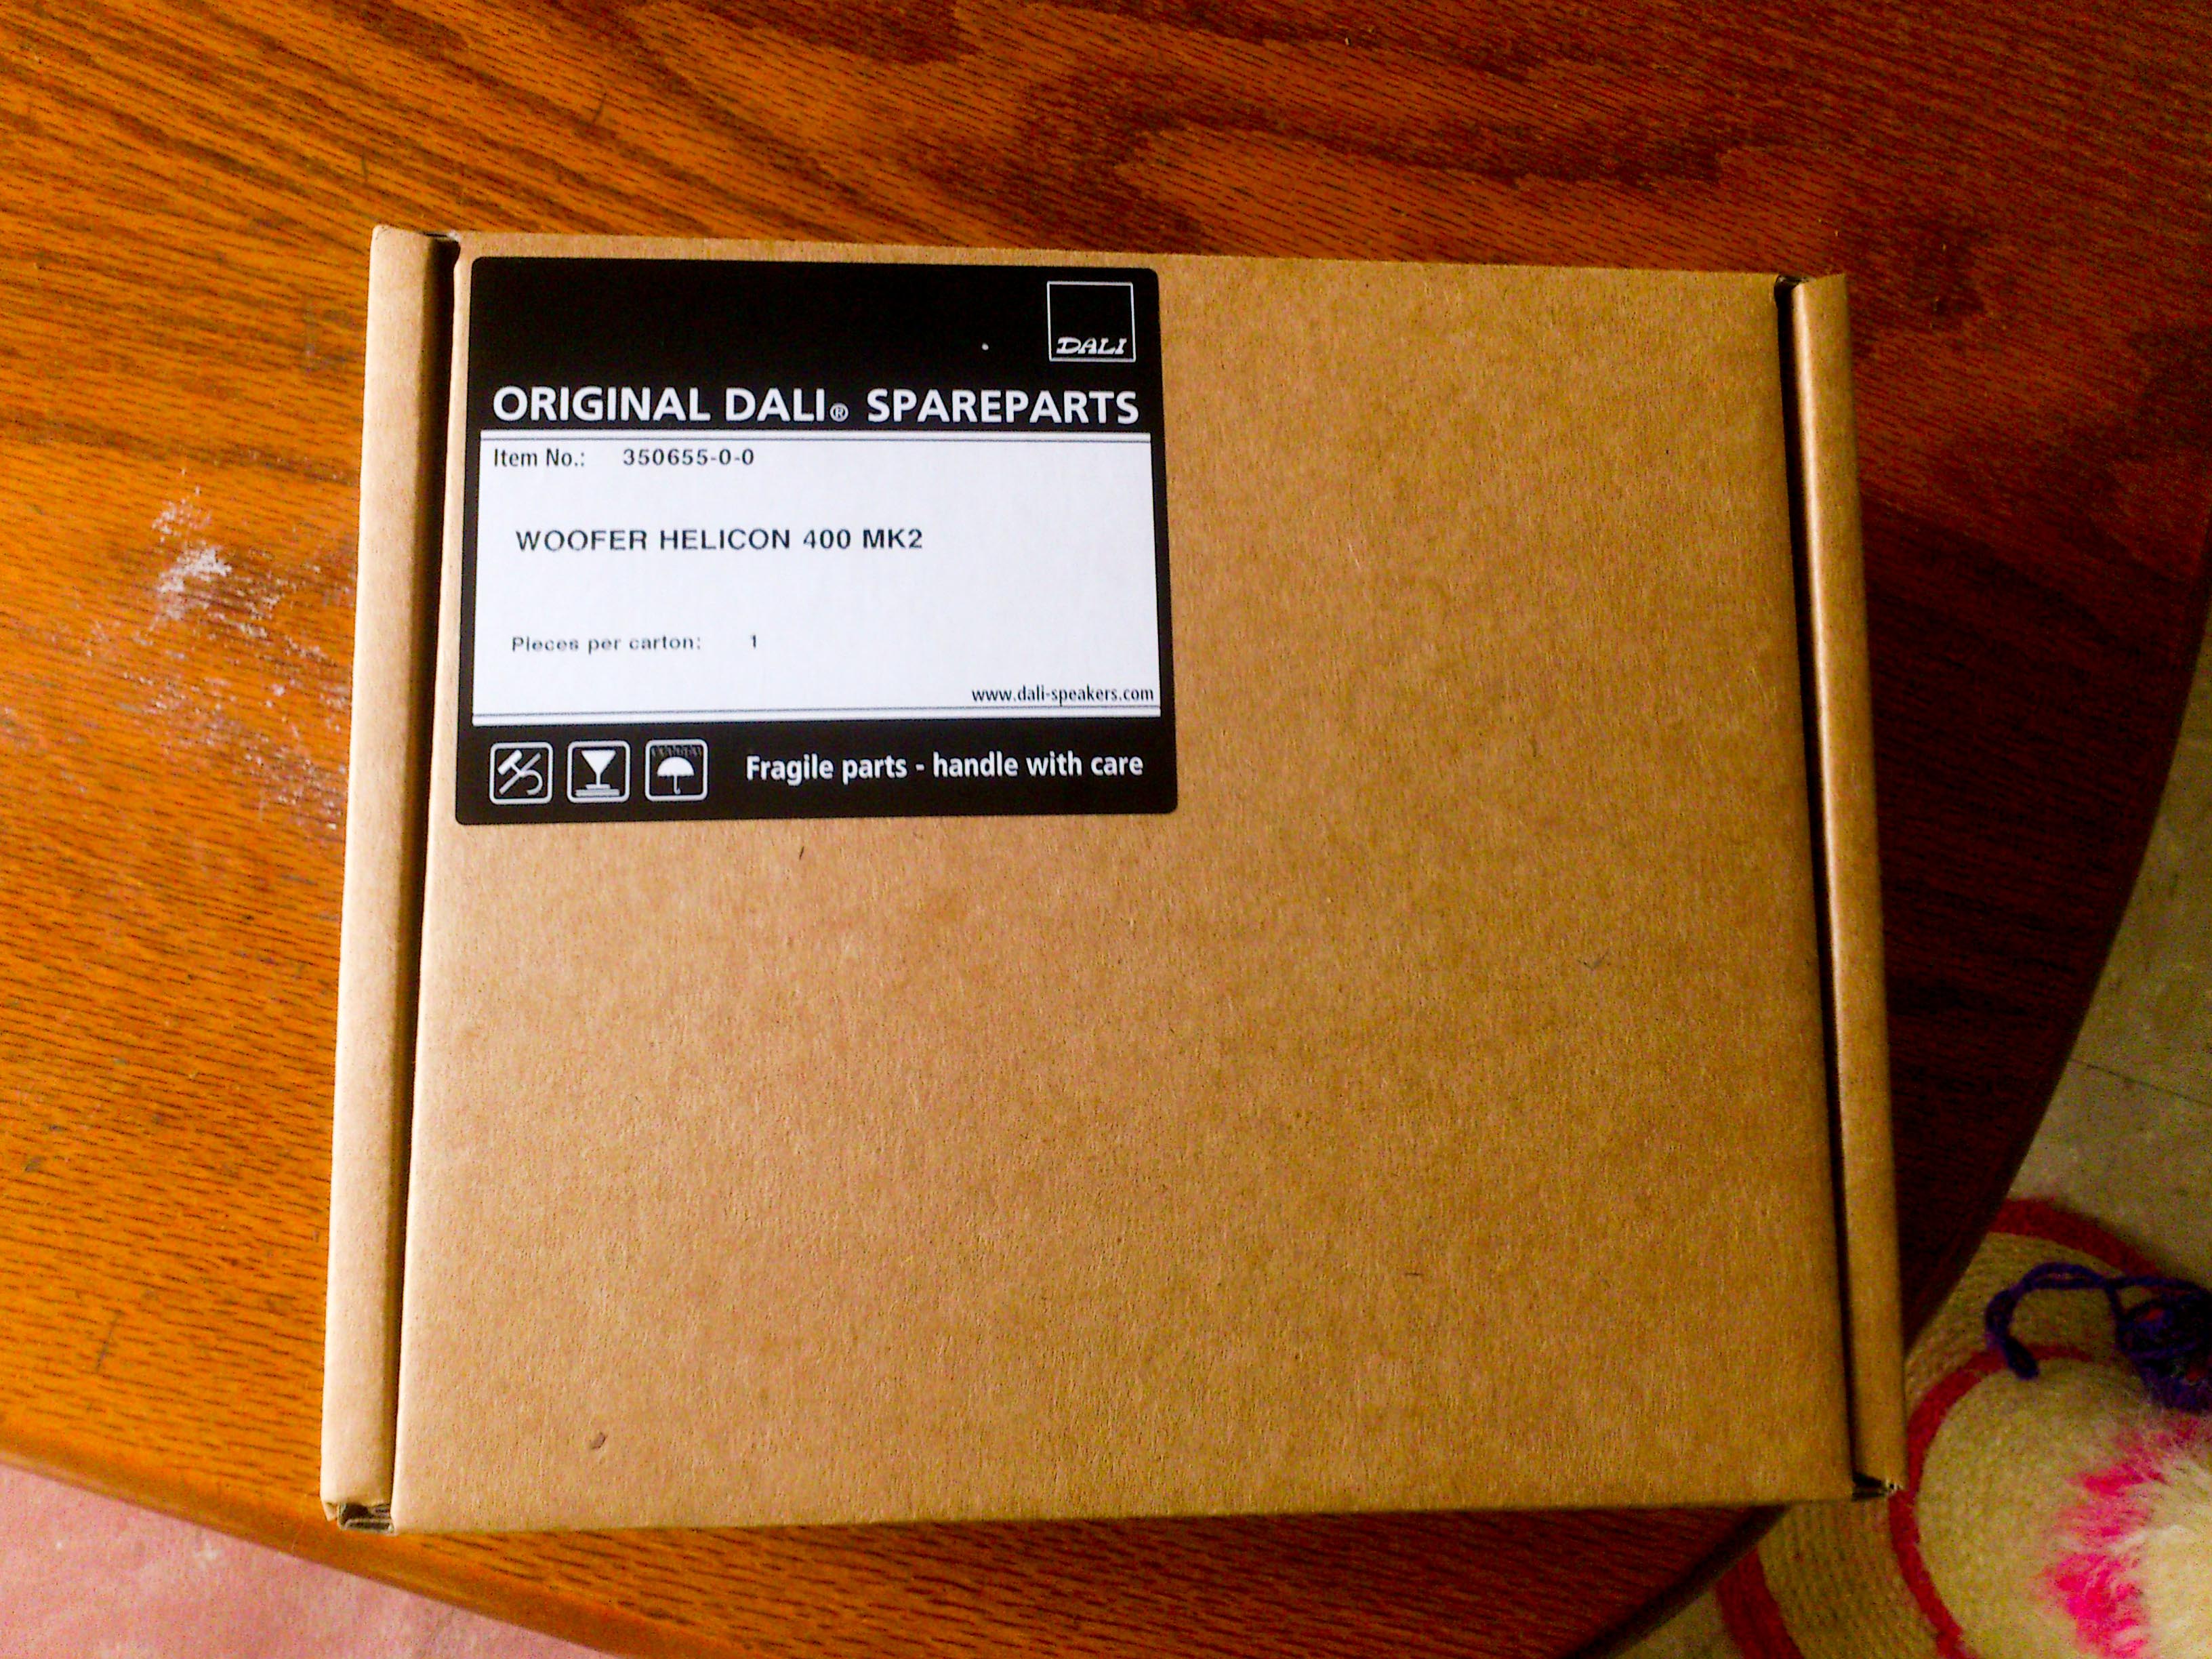 DALI
ORIGINAL DALI® SPAREPARTS
Item No.: 350655-0-0
WOOFER HELICON 400 MK2
Pieces per carton: 1
www.dali-speakers.com
Fragile parts - handle with care